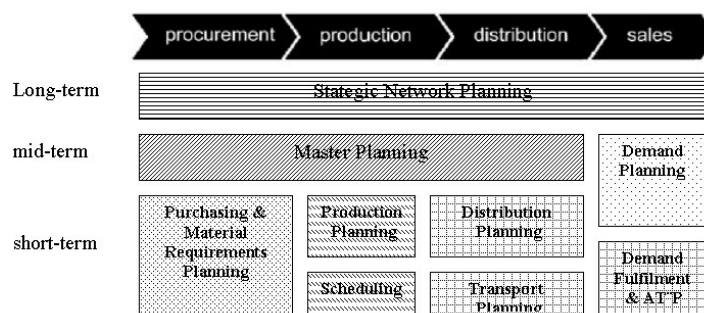 procurement production distribution sales
Long-term
Stategic Network Planning
mid-term
Master Planning
Demand
Planning
short-term
Purchasing &
Material
Requirements
Planning
Production
Planning
Distribution
Planning
Scheduling
Transport
Planning
Demand
Fulfilment
& ATP